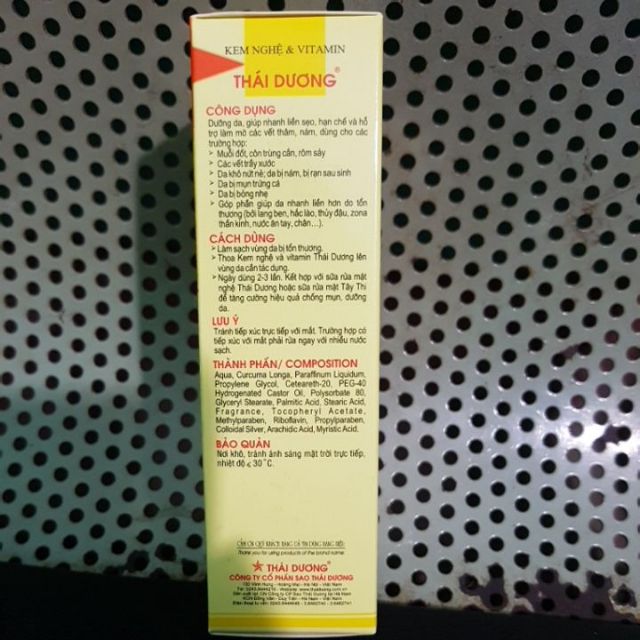 KEM NGHỆ & VITAMIN
THÁI DƯƠNG®
CÔNG DỤNG
Dưỡng da, giúp nhanh liền sẹo, hạn chế và hỗ
trợ làm mờ các vết thâm, nám, dùng cho các
trường hợp:
➤ Muỗi đốt, côn trùng cắn, rôm sảy
➤ Các vết trầy xước
➤ Da khô nứt nẻ; da bị nám, bị rạn sau sinh
➤ Da bị mụn trứng cá
➤ Da bị bỏng nhẹ
➤ Góp phần giúp da nhanh liền hơn do tổn
thương (bởi lang ben, hắc lào, thủy đậu, zona
thần kinh, nước ăn tay, chân...).
CÁCH DÙNG
➤ Làm sạch vùng da bị tổn thương.
➤ Thoa Kem nghệ và vitamin Thái Dương lên
vùng da cần tác dụng.
➤ Ngày dùng 2-3 lần. Kết hợp với sữa rửa mặt
nghệ Thái Dương hoặc sữa rửa mặt Tây Thi
để tăng cường hiệu quả chống mụn, dưỡng
da.
LƯU Ý
Tránh tiếp xúc trực tiếp với mắt. Trường hợp có
tiếp xúc với mắt phải rửa ngay với nhiều nước
sạch.
THÀNH PHẦN/ COMPOSITION
Aqua, Curcuma Longa, Paraffinum Liquidum,
Propylene Glycol, Ceteareth-20, PEG-40
Hydrogenated Castor Oil, Polysorbate 80,
Glyceryl Stearate, Palmitic Acid, Stearic Acid,
Fragrance, Tocopheryl Acetate,
Methylparaben, Riboflavin, Propylparaben,
Colloidal Silver, Arachidic Acid, Myristic Acid.
BẢO QUẢN
Nơi khô, tránh ánh sáng mặt trời trực tiếp,
nhiệt độ ≤ 30°C.
Thank you for using products of the brand name:
THÁI DƯƠNG®
CÔNG TY CỔ PHẦN SAO THÁI DƯƠNG